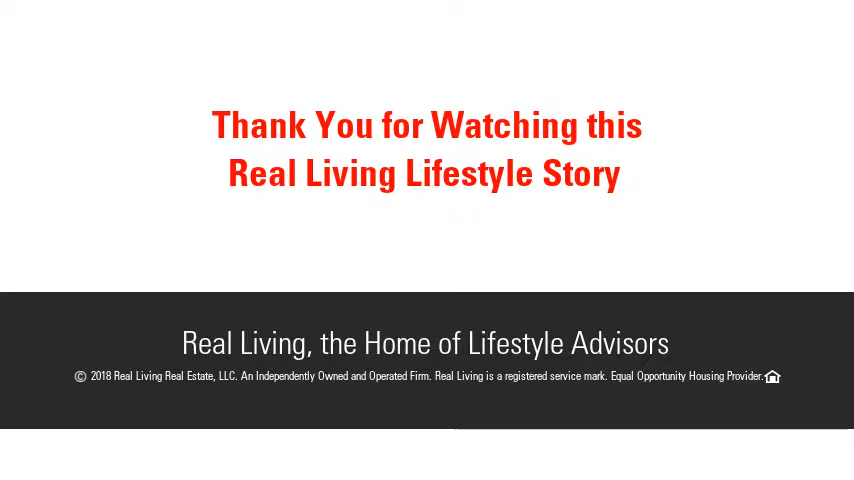 Thank You for Watching this
Real Living Lifestyle Story
Real Living, the Home of Lifestyle Advisors
© 2018 Real Living Real Estate, LLC. An Independently Owned and Operated Firm. Real Living is a registered service mark. Equal Opportunity Housing Provider.